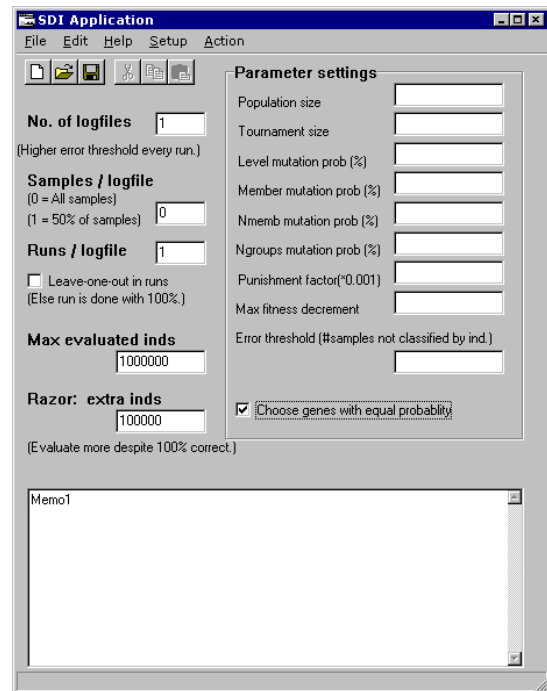 SDI Application
File Edit Help Setup Action
No. of logfiles 1
(Higher error threshold every run.)
Samples / logfile
(0 = All samples)
(1 = 50% of samples) 0
Runs / logfile 1
Leave-one-out in runs
(Else run is done with 100%.)
Max evaluated inds
1000000
Razor: extra inds
100000
(Evaluate more despite 100% correct.)
Parameter settings
Population size
Tournament size
Level mutation prob (%)
Member mutation prob (%)
Nmemb mutation prob (%)
Ngroups mutation prob (%)
Punishment factor(*0.001)
Max fitness decrement
Error threshold (#samples not classified by ind.)
Choose genes with equal probablity
Memo1